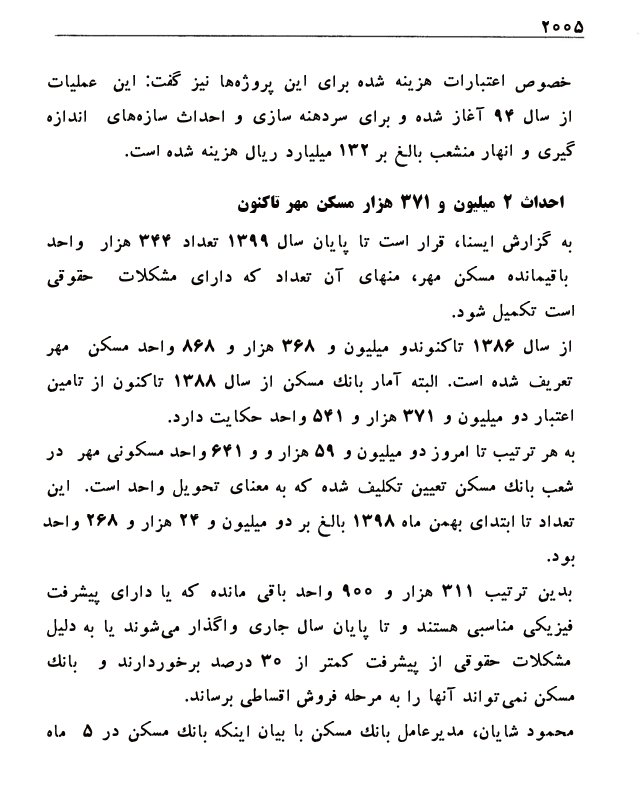 ۲۰۰۵
خصوص اعتبارات هزینه شده برای این پروژه‌ها نیز گفت: این عملیات
از سال ۹۴ آغاز شده و برای سردهنه سازی و احداث سازه‌های اندازه
گیری و انهار منشعب بالغ بر ۱۳۲ میلیارد ریال هزینه شده است.
احداث ۲ میلیون و ۳۷۱ هزار مسکن مهر تاکنون
به گزارش ایسنا، قرار است تا پایان سال ۱۳۹۹ تعداد ۳۴۴ هزار واحد
باقیمانده مسکن مهر، منهای آن تعداد که دارای مشکلات حقوقی
است تکمیل شود.
از سال ۱۳۸۶ تاکنوندو میلیون و ۳۶۸ هزار و ۸۶۸ واحد مسکن مهر
تعریف شده است. البته آمار بانك مسکن از سال ۱۳۸۸ تاکنون از تامین
اعتبار دو میلیون و ۳۷۱ هزار و ۵۴۱ واحد حکایت دارد.
به هر ترتیب تا امروز دو میلیون و ۵۹ هزار و و ۶۴۱ واحد مسکونی مهر در
شعب بانك مسکن تعیین تکلیف شده که به معنای تحویل واحد است. این
تعداد تا ابتدای بهمن ماه ۱۳۹۸ بالغ بر دو میلیون و ۲۴ هزار و ۲۶۸ واحد
بود.
بدین ترتیب ۳۱۱ هزار و ۹۰۰ واحد باقی مانده که یا دارای پیشرفت
فیزیکی مناسبی هستند و تا پایان سال جاری واگذار می‌شوند یا به دلیل
مشکلات حقوقی از پیشرفت کمتر از ۳۰ درصد برخوردارند و بانك
مسکن نمی‌تواند آنها را به مرحله فروش اقساطی برساند.
محمود شایان، مدیرعامل بانك مسکن با بیان اینکه بانك مسکن در ۵ ماه